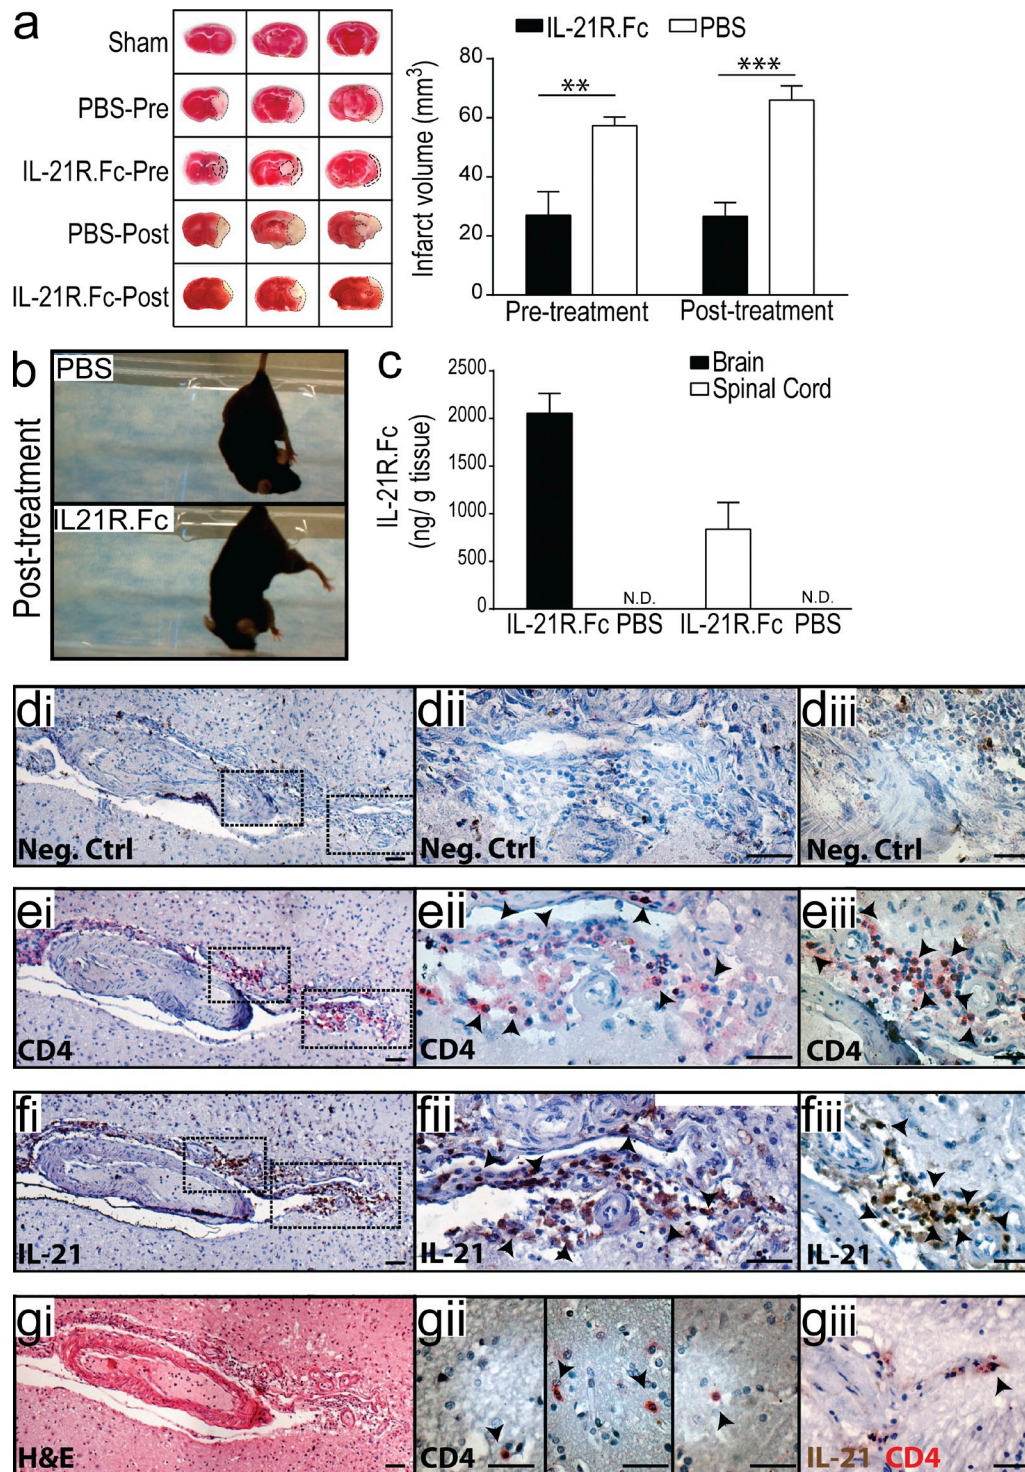 a
Sham
PBS-Pre
IL-21R.Fc-Pre
PBS-Post
IL-21R.Fc-Post
IL-21R.Fc PBS
Infarct volume (mm³)
80
60
40
20
0
** ***
Pre-treatment Post-treatment
b
Post-treatment
PBS
IL21R.Fc
c
Brain
Spinal Cord
IL-21R.Fc
(ng/ g tissue)
2500
2000
1500
1000
500
0
N.D. N.D.
IL-21R.Fc PBS IL-21R.Fc PBS
di dii diii
Neg. Ctrl Neg. Ctrl Neg. Ctrl
ei eii eiii
CD4 CD4 CD4
fi fii fiii
IL-21 IL-21 IL-21
gi gii giii
H&E CD4 IL-21 CD4